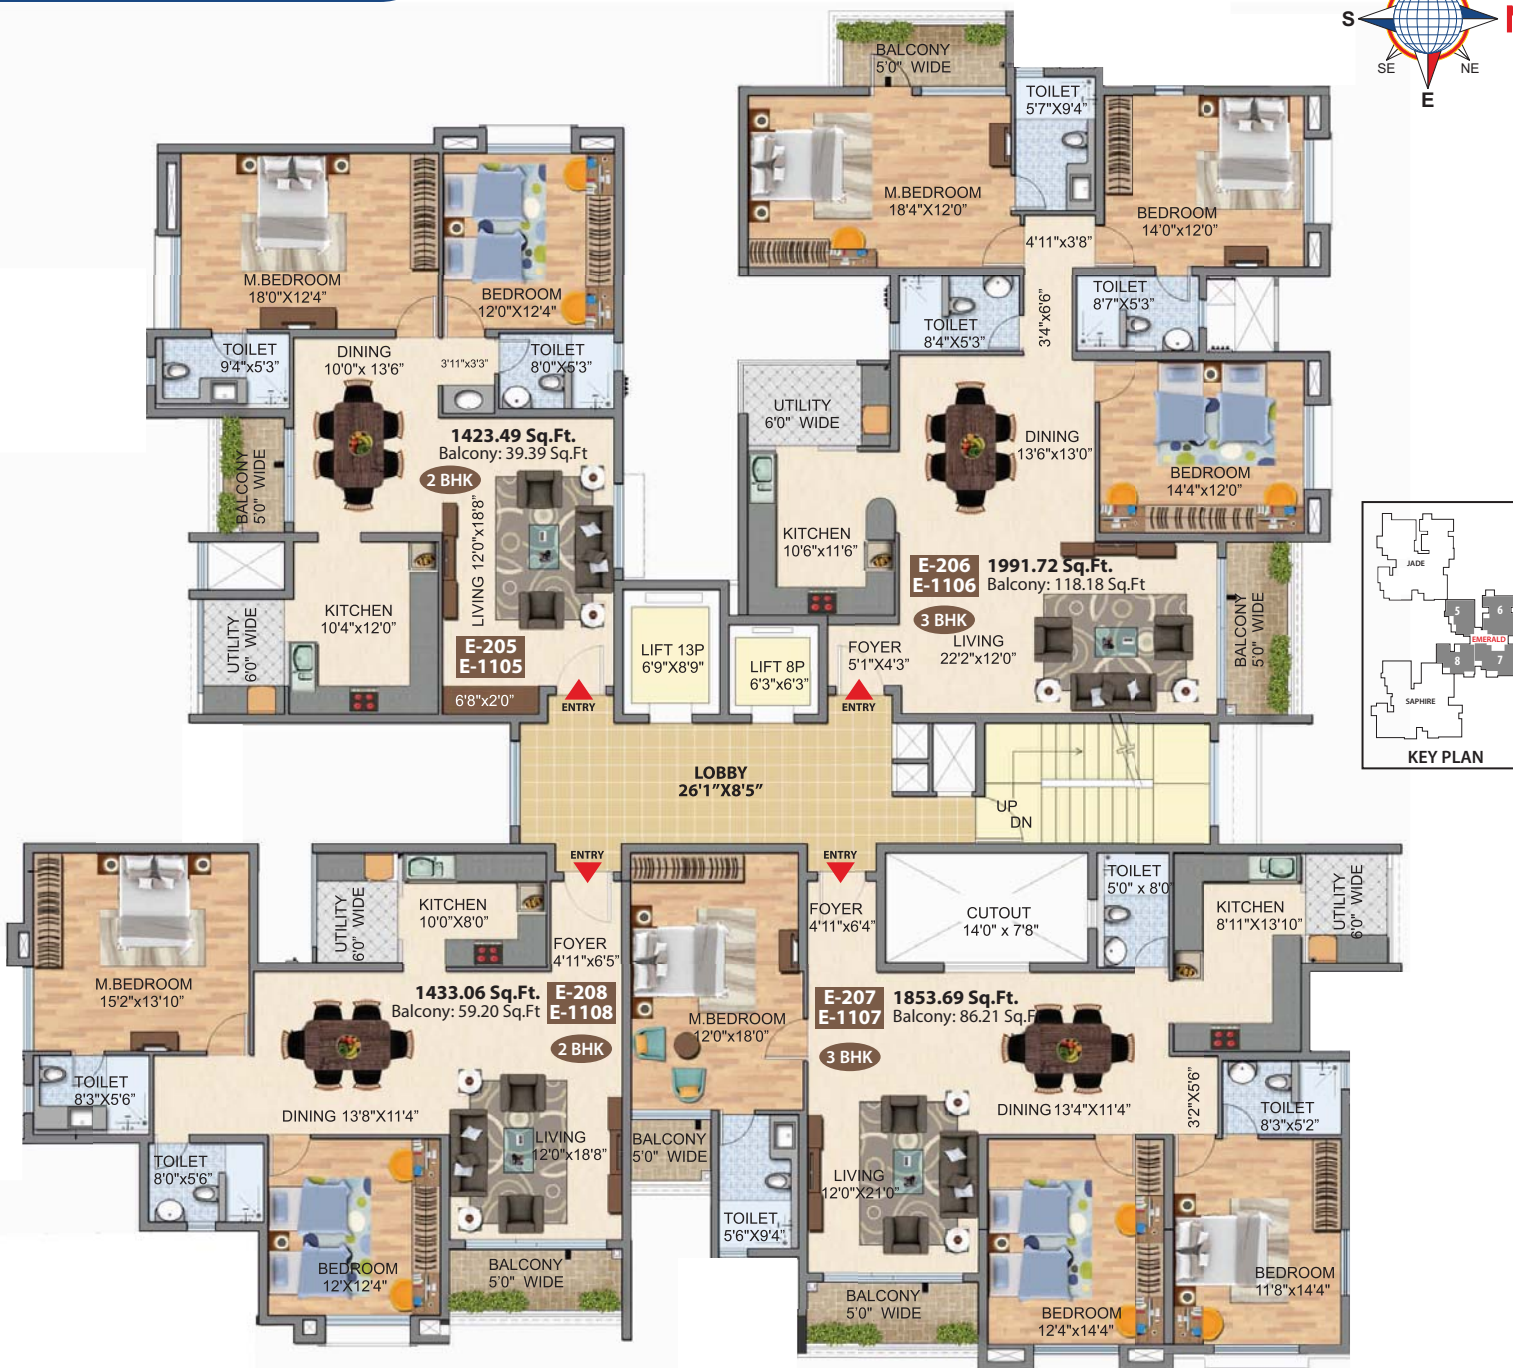 S
N
SE
NE
E
BALCONY
5'0" WIDE
TOILET
5'7"X9'4"
M.BEDROOM
18'4"X12'0"
BEDROOM
14'0"x12'0"
4'11"x3'8"
TOILET
8'4"X5'3"
3'4"x6'6"
TOILET
8'7"X5'3"
UTILITY
6'0" WIDE
DINING
13'6"x13'0"
BEDROOM
14'4"x12'0"
KITCHEN
10'6"x11'6"
E-206
E-1106
1991.72 Sq.Ft.
Balcony: 118.18 Sq.Ft
3 BHK
FOYER
5'1"X4'3"
LIVING
22'2"x12'0"
BALCONY
5'0" WIDE
ENTRY
M.BEDROOM
18'0"X12'4"
BEDROOM
12'0"X12'4"
TOILET
9'4"x5'3"
DINING
10'0"x 13'6"
3'11"x3'3"
TOILET
8'0"X5'3"
1423.49 Sq.Ft.
Balcony: 39.39 Sq.Ft
2 BHK
BALCONY
5'0" WIDE
LIVING 12'0"x18'8"
KITCHEN
10'4"x12'0"
UTILITY
6'0" WIDE
E-205
E-1105
6'8"x2'0"
ENTRY
LIFT 13P
6'9"X8'9"
LIFT 8P
6'3"x6'3"
LOBBY
26'1"X8'5"
UP
DN
JADE
5
6
EMERALD
8
7
SAPHIRE
KEY PLAN
ENTRY
UTILITY
6'0" WIDE
KITCHEN
10'0"X8'0"
FOYER
4'11"x6'5"
M.BEDROOM
15'2"x13'10"
1433.06 Sq.Ft.
Balcony: 59.20 Sq.Ft
E-208
E-1108
2 BHK
TOILET
8'3"X5'6"
DINING 13'8"X11'4"
LIVING
12'0"x18'8"
TOILET
8'0"x5'6"
BEDROOM
12'X12'4"
BALCONY
5'0" WIDE
ENTRY
FOYER
4'11"x6'4"
CUTOUT
14'0" x 7'8"
TOILET
5'0" x 8'0
KITCHEN
8'11"X13'10"
UTILITY
6'0" WIDE
M.BEDROOM
12'0"x18'0"
E-207
E-1107
1853.69 Sq.Ft.
Balcony: 86.21 Sq.F
3 BHK
DINING 13'4"X11'4"
3'2"X5'6"
TOILET
8'3"x5'2"
BALCONY
5'0" WIDE
LIVING
12'0"X21'0"
TOILET
5'6"X9'4"
BALCONY
5'0" WIDE
BEDROOM
12'4"x14'4"
BEDROOM
11'8"x14'4"